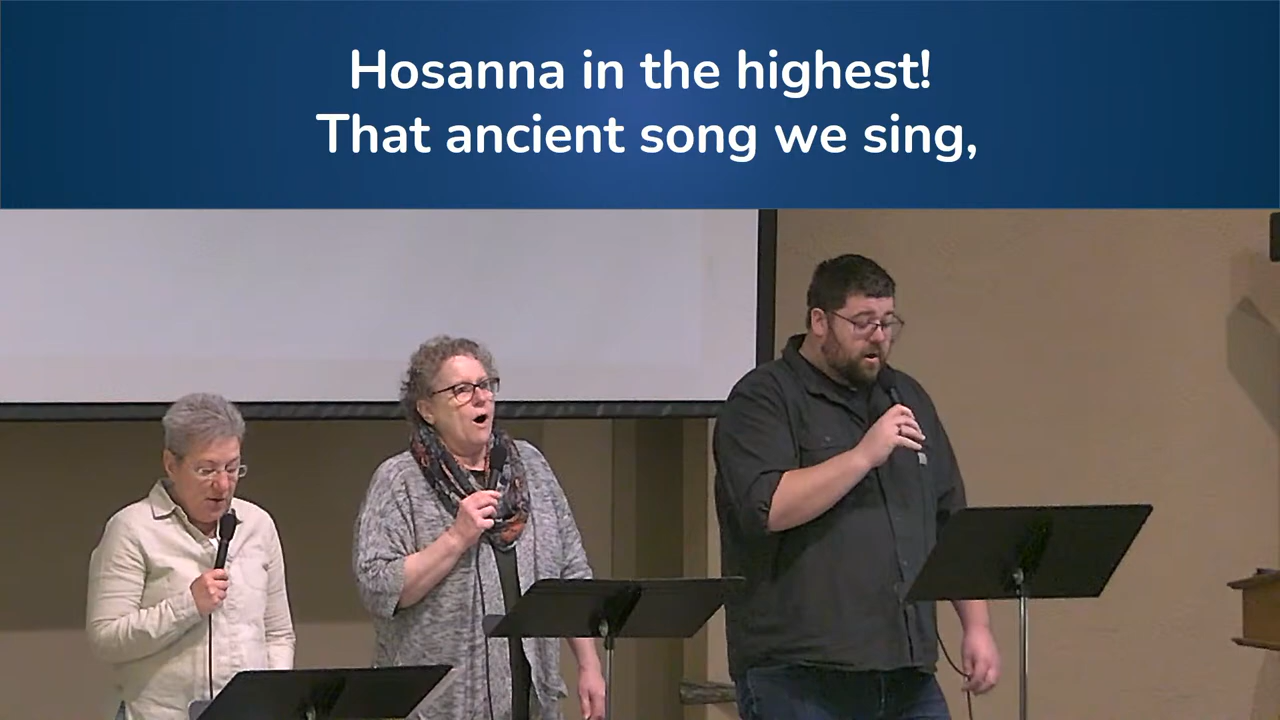 Hosanna in the highest!
That ancient song we sing,